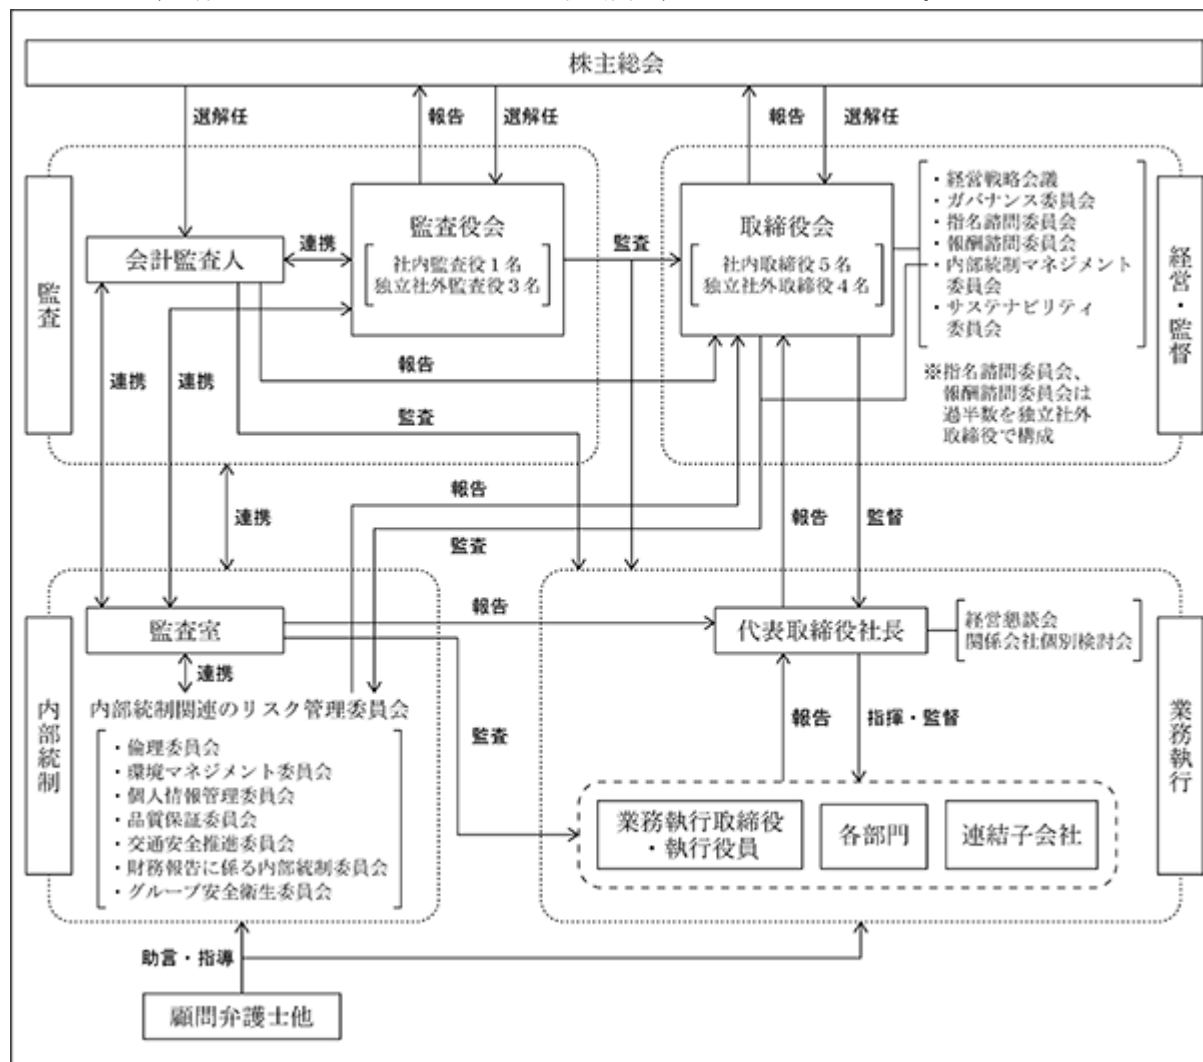 株主総会
選解任
報告
選解任
報告
選解任
監査
会計監査人
連携
監査役会
社内監査役1名
独立社外監査役3名
監査
取締役会
社内取締役5名
独立社外取締役4名
・経営戦略会議
・ガバナンス委員会
・指名諮問委員会
・報酬諮問委員会
・内部統制マネジメント
委員会
・サステナビリティ
委員会
※指名諮問委員会、
報酬諮問委員会は
過半数を独立社外
取締役で構成
経営・監督
連携
連携
報告
監査
連携
報告
監査
報告
監督
内部統制
監査室
連携
内部統制関連のリスク管理委員会
・倫理委員会
・環境マネジメント委員会
・個人情報管理委員会
・品質保証委員会
・交通安全推進委員会
・財務報告に係る内部統制委員会
・グループ安全衛生委員会
報告
監査
代表取締役社長
経営懇談会
関係会社個別検討会
報告
指揮・監督
業務執行取締役
・執行役員
各部門
連結子会社
業務執行
助言・指導
顧問弁護士他